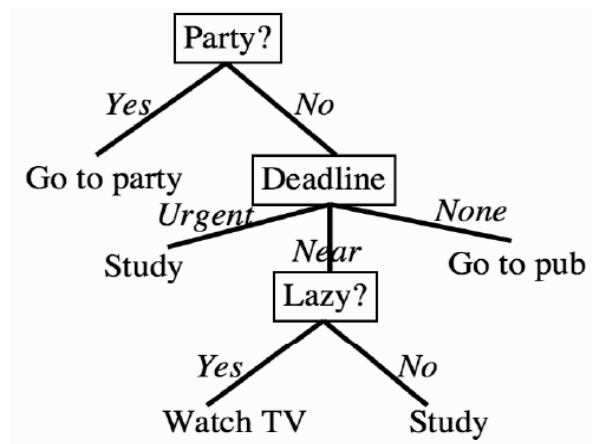 Party?
Yes
No
Go to party
Deadline
Urgent
None
Study
Near
Go to pub
Lazy?
Yes
No
Watch TV
Study